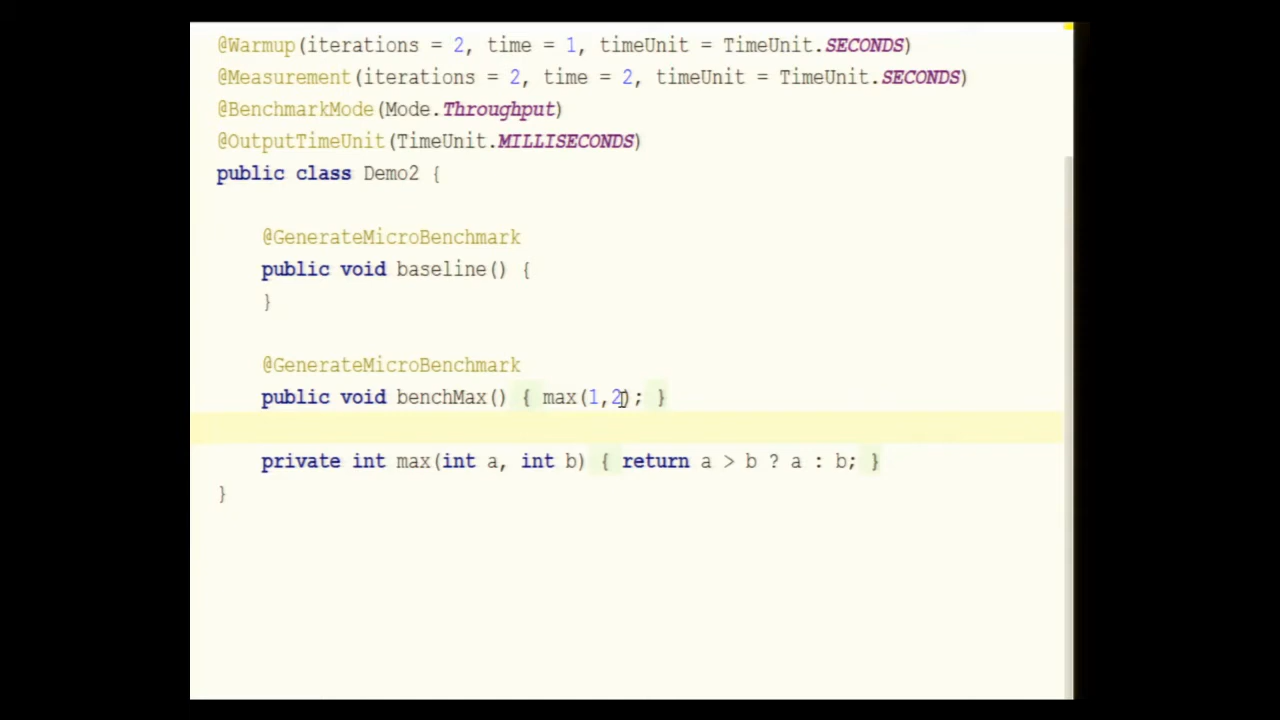 @Warmup(iterations = 2, time = 1, timeUnit = TimeUnit.SECONDS)
@Measurement(iterations = 2, time = 2, timeUnit = TimeUnit.SECONDS)
@BenchmarkMode(Mode.Throughput)
@OutputTimeUnit(TimeUnit.MILLISECONDS)
public class Demo2 {
@GenerateMicroBenchmark
public void baseline() {
}
@GenerateMicroBenchmark
public void benchMax() { max(1,2); }
private int max(int a, int b) { return a > b ? a : b; }
}